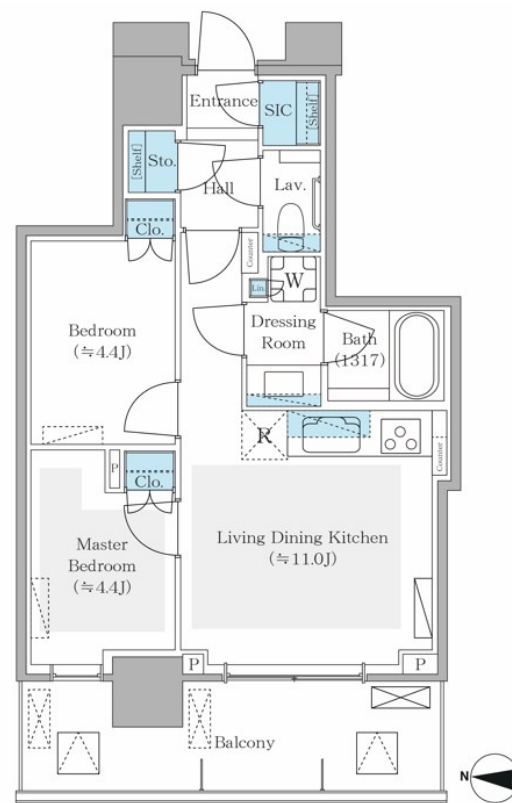 Entrance
SIC
[Shelf]
[Shelf]
Sto.
Hall
Lav.
Clo.
Counter
Lin.
W
Bedroom
(≒4.4J)
Dressing
Room
Bath
(1317)
R
P
Clo.
Counter
Master
Bedroom
(≒4.4J)
Living Dining Kitchen
(≒11.0J)
P
P
Balcony
N